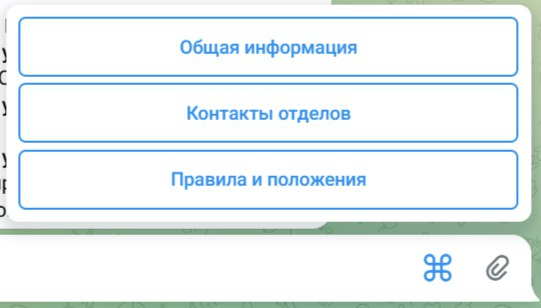 Общая информация
Контакты отделов
Правила и положения